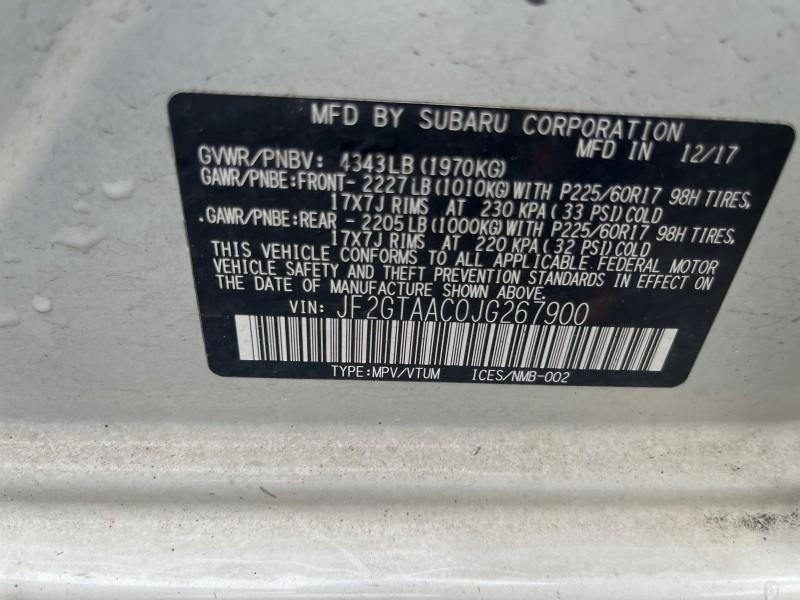 MFD BY SUBARU CORPORATION
MFD IN 12/17
GVWR/PNBV: 4343LB (1970KG)
GAWR/PNBE:FRONT- 2227LB(1010KG)WITH P225/60R17 98H TIRES,
17X7J RIMS AT 230 KPA( 33 PSI)COLD
.GAWR/PNBE:REAR - 2205LB(1000KG)WITH P225/60R17 98H TIRES,
17X7J RIMS AT 220 KPA( 32 PSI)COLD
THIS VEHICLE CONFORMS TO ALL APPLICABLE FEDERAL MOTOR
VEHICLE SAFETY AND THEFT PREVENTION STANDARDS IN EFFECT ON
THE DATE OF MANUFACTURE SHOWN ABOVE.
VIN: JF2GTAAC0JG267900
TYPE:MPV/VTUM ICES/NMB-002